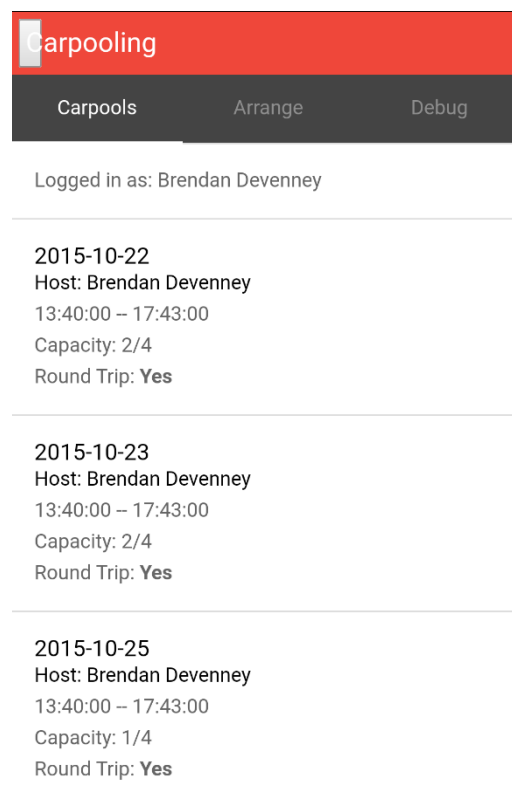 Carpooling
Carpools Arrange Debug
Logged in as: Brendan Devenney
2015-10-22
Host: Brendan Devenney
13:40:00 -- 17:43:00
Capacity: 2/4
Round Trip: Yes
2015-10-23
Host: Brendan Devenney
13:40:00 -- 17:43:00
Capacity: 2/4
Round Trip: Yes
2015-10-25
Host: Brendan Devenney
13:40:00 -- 17:43:00
Capacity: 1/4
Round Trip: Yes